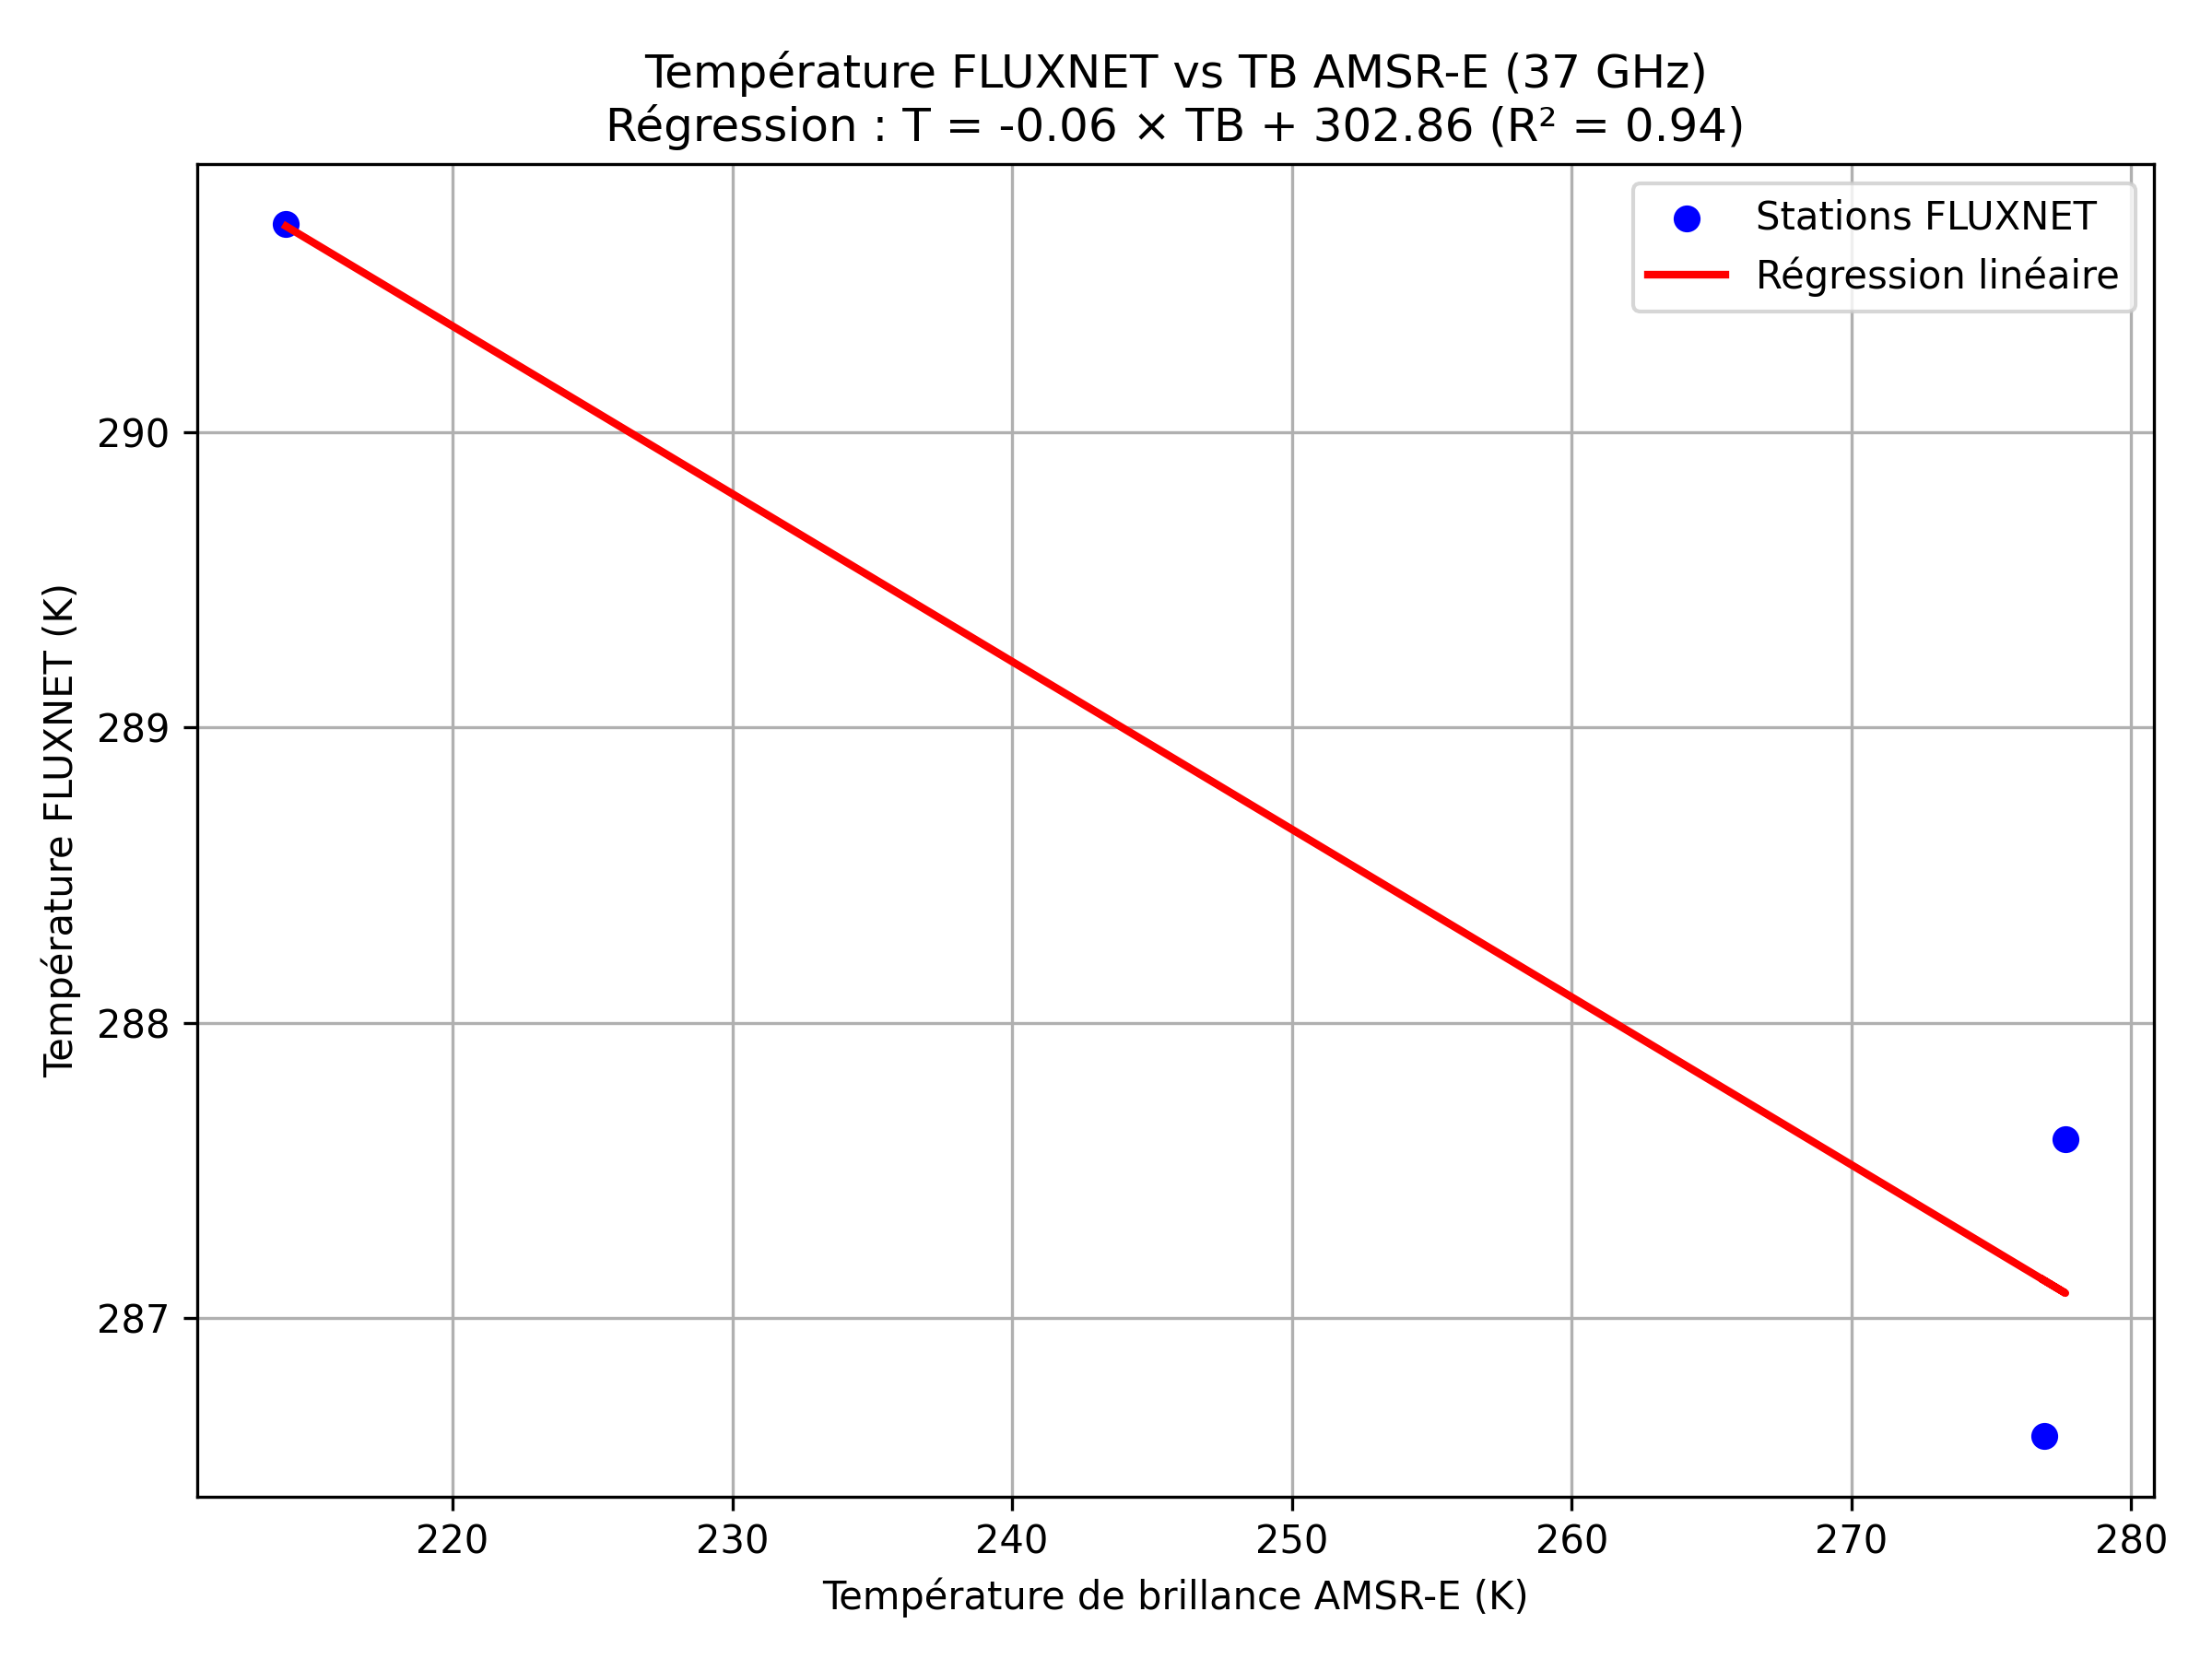 Température FLUXNET vs TB AMSR-E (37 GHz)
Régression : T = -0.06 × TB + 302.86 (R² = 0.94)
Stations FLUXNET
Régression linéaire
Température FLUXNET (K)
290
289
288
287
220 230 240 250 260 270 280
Température de brillance AMSR-E (K)